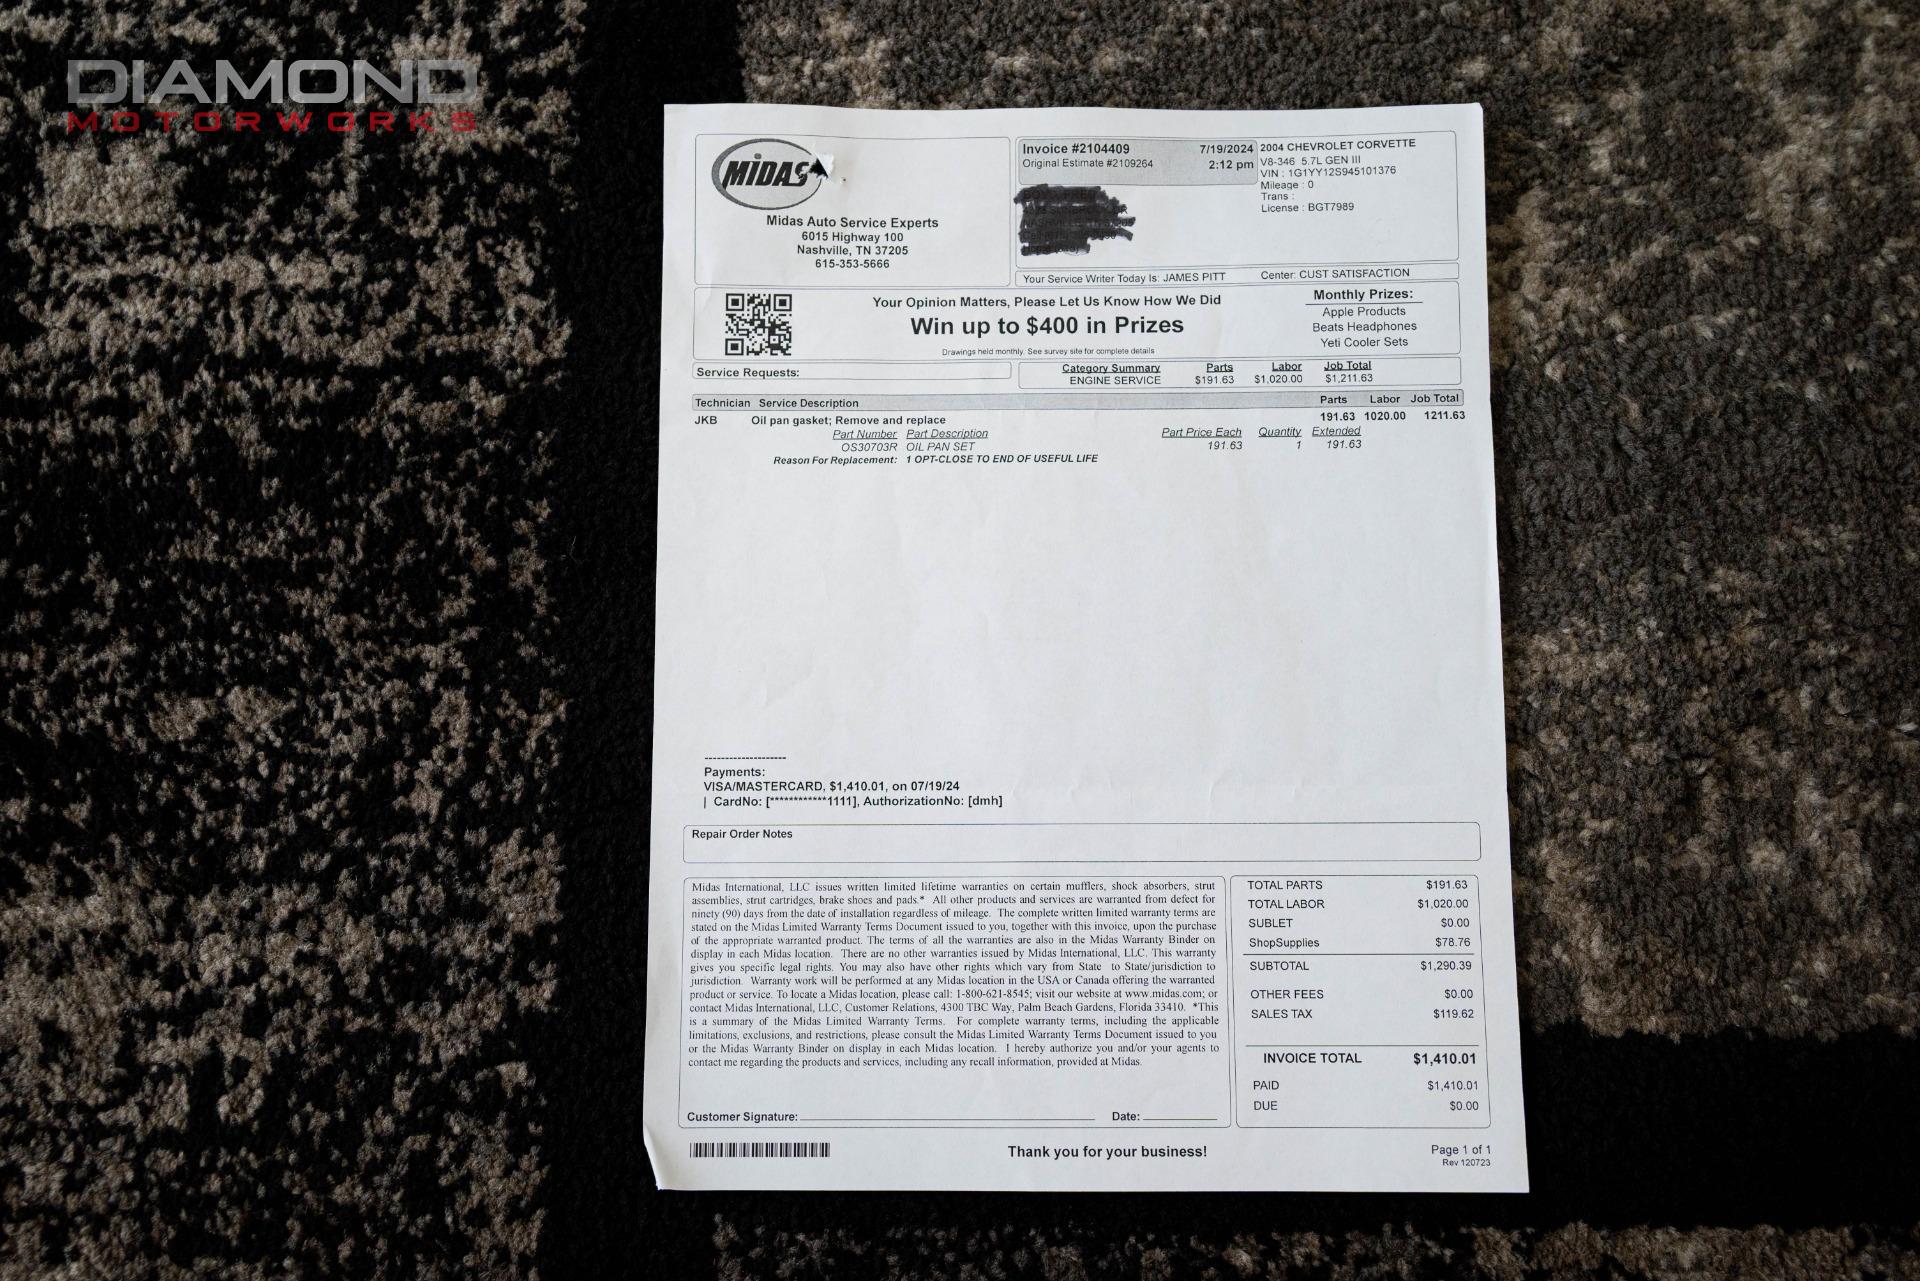 DIAMOND
MOTORWORKS
MIDAS
Midas Auto Service Experts
6015 Highway 100
Nashville, TN 37205
615-353-5666
Invoice #2104409 7/19/2024
Original Estimate #2109264 2:12 pm
2004 CHEVROLET CORVETTE
V8-346 5.7L GEN III
VIN : 1G1YY12S945101376
Mileage : 0
Trans :
License : BGT7989
Your Service Writer Today Is: JAMES PITT Center: CUST SATISFACTION
Your Opinion Matters, Please Let Us Know How We Did
Win up to $400 in Prizes
Drawings held monthly. See survey site for complete details
Monthly Prizes:
Apple Products
Beats Headphones
Yeti Cooler Sets
Service Requests:
Category Summary Parts Labor Job Total
ENGINE SERVICE $191.63 $1,020.00 $1,211.63
Technician Service Description Parts Labor Job Total
JKB Oil pan gasket; Remove and replace 191.63 1020.00 1211.63
Part Number Part Description Part Price Each Quantity Extended
OS30703R OIL PAN SET 191.63 1 191.63
Reason For Replacement: 1 OPT-CLOSE TO END OF USEFUL LIFE
--------------------
Payments:
VISA/MASTERCARD, $1,410.01, on 07/19/24
| CardNo: [************1111], AuthorizationNo: [dmh]
Repair Order Notes
Midas International, LLC issues written limited lifetime warranties on certain mufflers, shock absorbers, strut
assemblies, strut cartridges, brake shoes and pads.* All other products and services are warranted from defect for
ninety (90) days from the date of installation regardless of mileage. The complete written limited warranty terms are
stated on the Midas Limited Warranty Terms Document issued to you, together with this invoice, upon the purchase
of the appropriate warranted product. The terms of all the warranties are also in the Midas Warranty Binder on
display in each Midas location. There are no other warranties issued by Midas International, LLC. This warranty
gives you specific legal rights. You may also have other rights which vary from State to State/jurisdiction to
jurisdiction. Warranty work will be performed at any Midas location in the USA or Canada offering the warranted
product or service. To locate a Midas location, please call: 1-800-621-8545; visit our website at www.midas.com; or
contact Midas International, LLC, Customer Relations, 4300 TBC Way, Palm Beach Gardens, Florida 33410. *This
is a summary of the Midas Limited Warranty Terms. For complete warranty terms, including the applicable
limitations, exclusions, and restrictions, please consult the Midas Limited Warranty Terms Document issued to you
or the Midas Warranty Binder on display in each Midas location. I hereby authorize you and/or your agents to
contact me regarding the products and services, including any recall information, provided at Midas.
Customer Signature: Date:
TOTAL PARTS $191.63
TOTAL LABOR $1,020.00
SUBLET $0.00
ShopSupplies $78.76
SUBTOTAL $1,290.39
OTHER FEES $0.00
SALES TAX $119.62
INVOICE TOTAL $1,410.01
PAID $1,410.01
DUE $0.00
Thank you for your business!
Page 1 of 1
Rev 120723